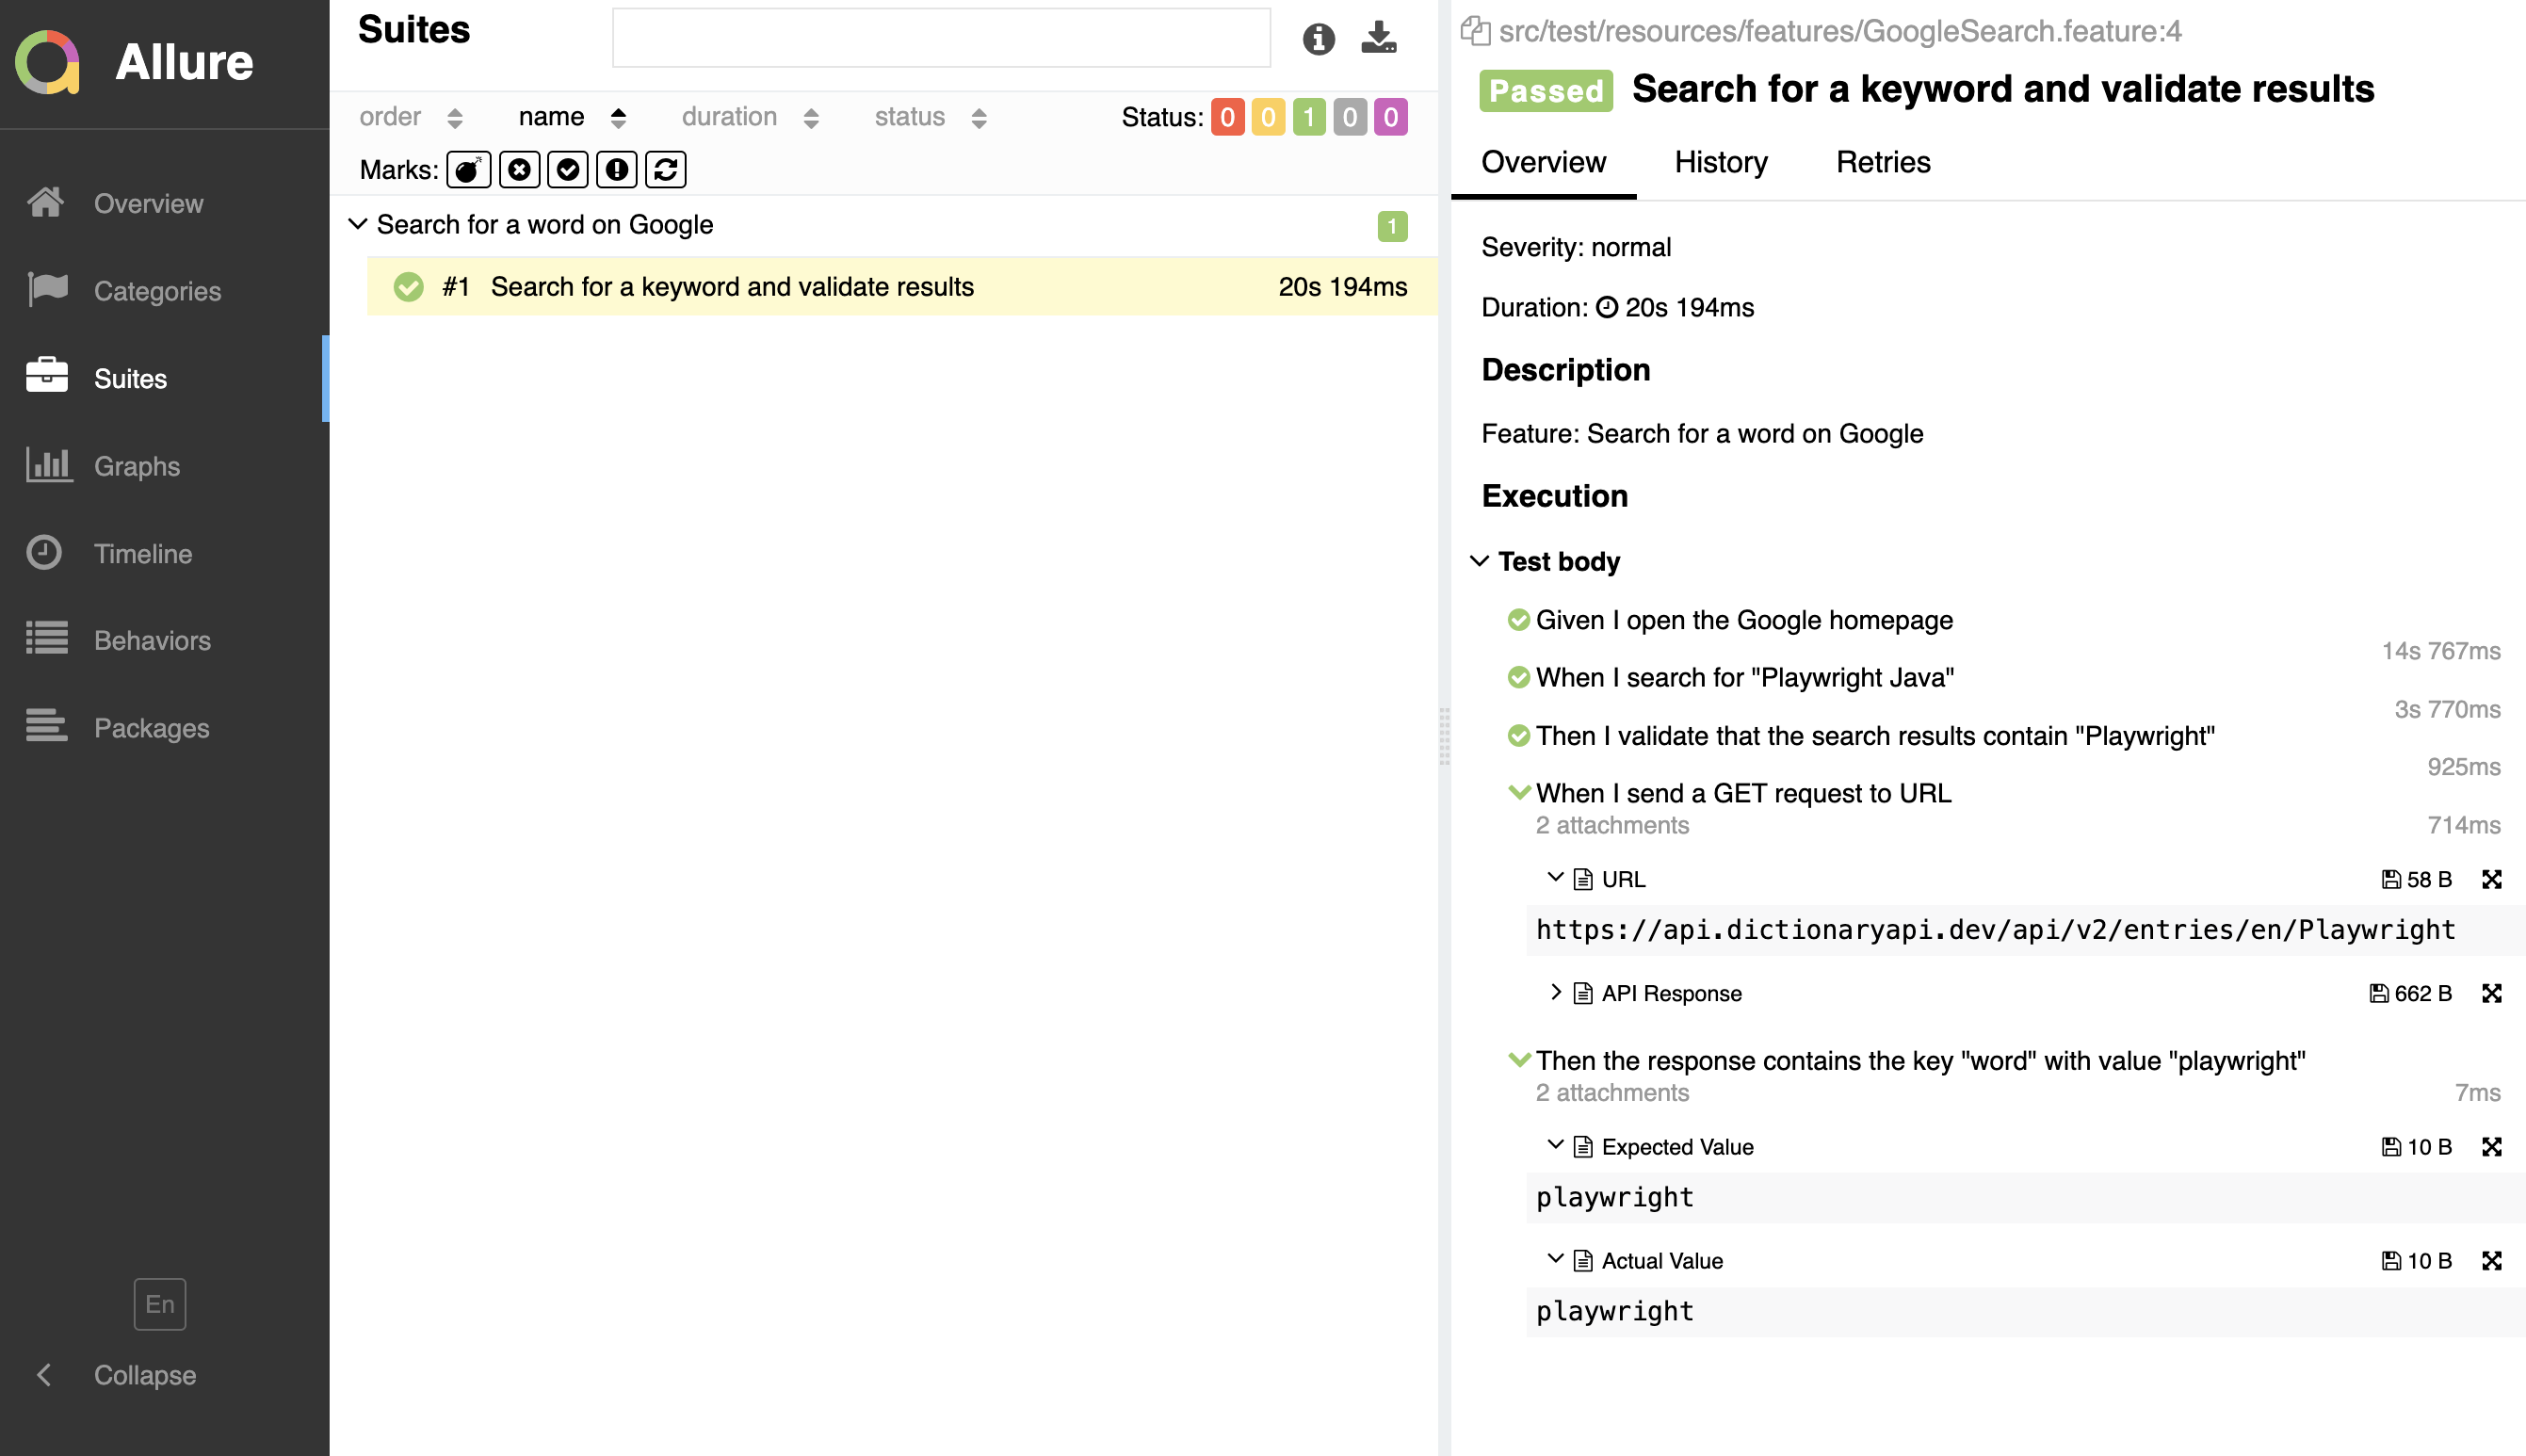 Allure
Overview
Categories
Suites
Graphs
Timeline
Behaviors
Packages
En
Collapse
Suites
order name duration status Status: 0 0 1 0 0
Marks:
Search for a word on Google 1
#1 Search for a keyword and validate results 20s 194ms
src/test/resources/features/GoogleSearch.feature:4
Passed Search for a keyword and validate results
Overview History Retries
Severity: normal
Duration: 20s 194ms
Description
Feature: Search for a word on Google
Execution
Test body
Given I open the Google homepage
14s 767ms
When I search for "Playwright Java"
3s 770ms
Then I validate that the search results contain "Playwright"
925ms
When I send a GET request to URL
2 attachments 714ms
URL 58 B
https://api.dictionaryapi.dev/api/v2/entries/en/Playwright
API Response 662 B
Then the response contains the key "word" with value "playwright"
2 attachments 7ms
Expected Value 10 B
playwright
Actual Value 10 B
playwright